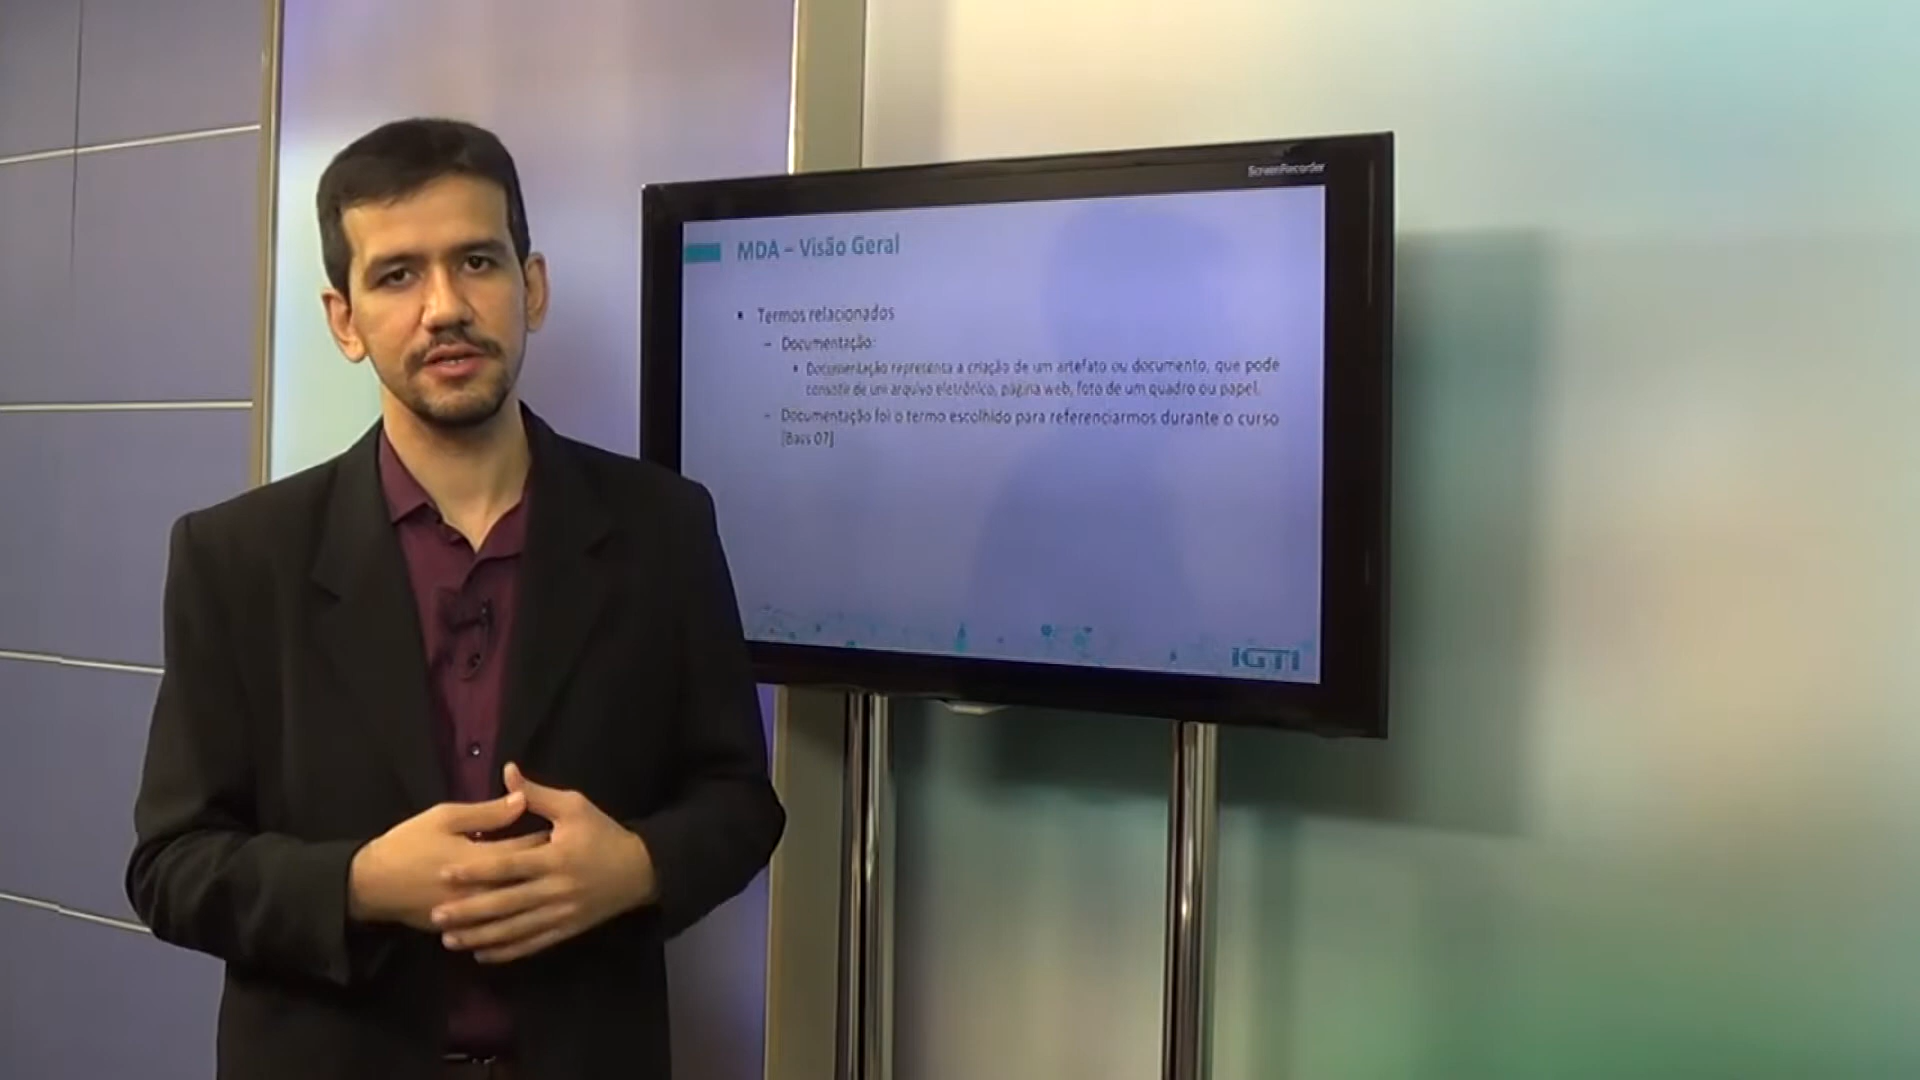 ScreenRecorder
MDA – Visão Geral
▪ Termos relacionados
– Documentação:
• Documentação representa a criação de um artefato ou documento, que pode
consistir de um arquivo eletrônico, página web, foto de um quadro ou papel.
– Documentação foi o termo escolhido para referenciarmos durante o curso
[Bass 07]
IGTI